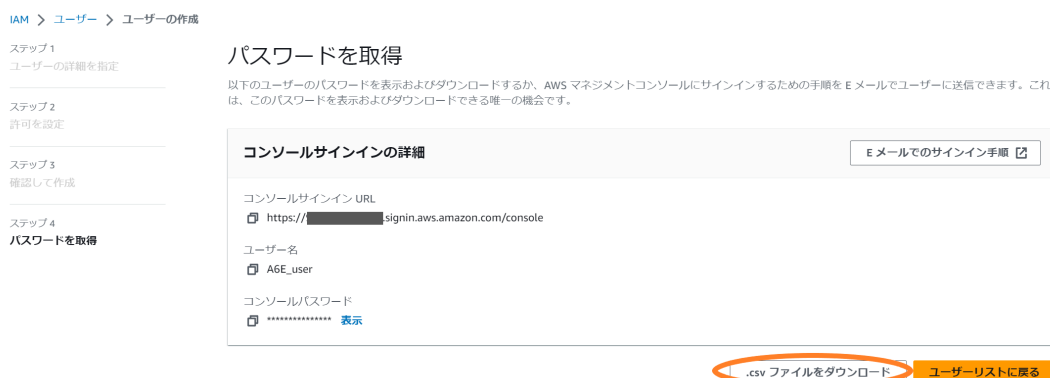 IAM > ユーザー > ユーザーの作成
ステップ 1
ユーザーの詳細を指定
ステップ 2
許可を設定
ステップ 3
確認して作成
ステップ 4
パスワードを取得
パスワードを取得
以下のユーザーのパスワードを表示およびダウンロードするか、AWS マネジメントコンソールにサインインするための手順を E メールでユーザーに送信できます。これ
は、このパスワードを表示およびダウンロードできる唯一の機会です。
コンソールサインインの詳細
E メールでのサインイン手順
コンソールサインイン URL
https:// .signin.aws.amazon.com/console
ユーザー名
A6E_user
コンソールパスワード
*************** 表示
.csv ファイルをダウンロード
ユーザーリストに戻る